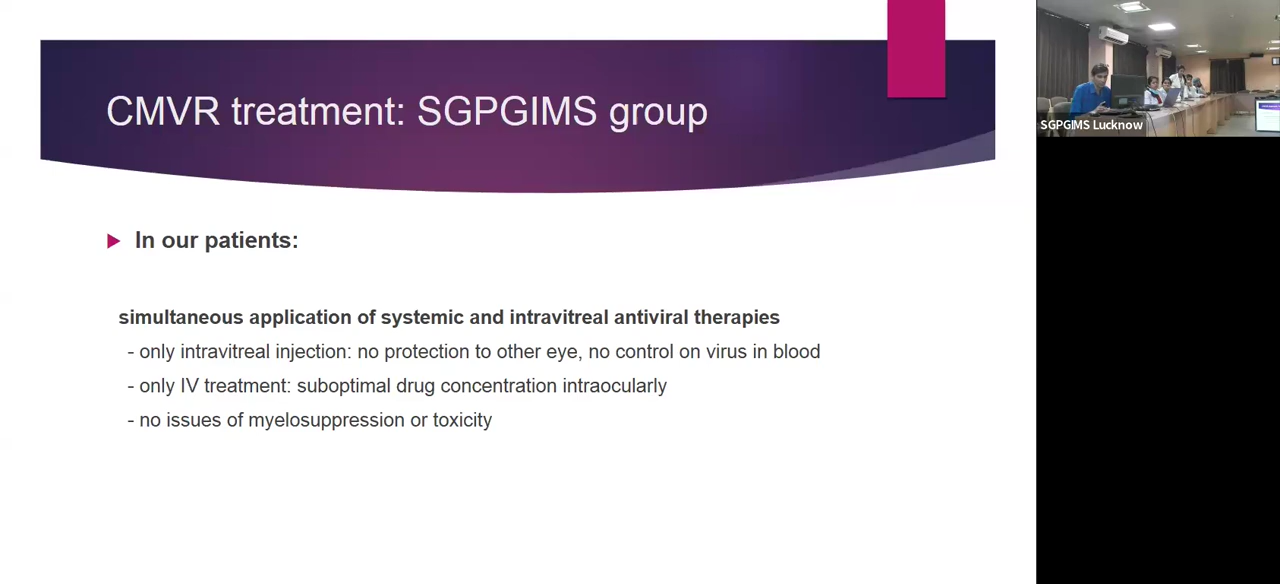 CMVR treatment: SGPGIMS group
In our patients:
simultaneous application of systemic and intravitreal antiviral therapies
- only intravitreal injection: no protection to other eye, no control on virus in blood
- only IV treatment: suboptimal drug concentration intraocularly
- no issues of myelosuppression or toxicity
SGPGIMS Lucknow